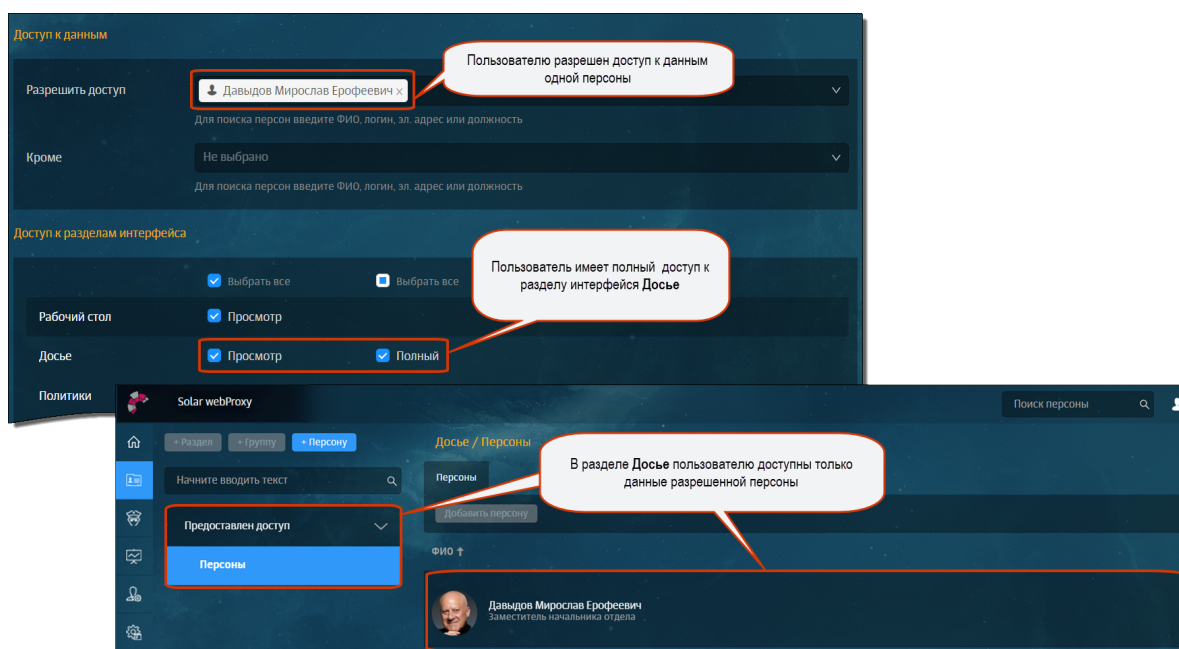 Доступ к данным
Пользователю разрешен доступ к данным
одной персоны
Разрешить доступ
Давыдов Мирослав Ерофеевич ×
Для поиска персон введите ФИО, логин, эл. адрес или должность
Кроме
Не выбрано
Для поиска персон введите ФИО, логин, эл. адрес или должность
Доступ к разделам интерфейса
Пользователь имеет полный доступ к
разделу интерфейса Досье
Выбрать все
Выбрать все
Рабочий стол
Просмотр
Досье
Просмотр
Полный
Политики
Solar webProxy
Поиск персоны
+ Раздел
+ Группу
+ Персону
Досье / Персоны
В разделе Досье пользователю доступны только
данные разрешенной персоны
Начните вводить текст
Персоны
Предоставлен доступ
Добавить персону
Персоны
ФИО ↑
Давыдов Мирослав Ерофеевич
Заместитель начальника отдела